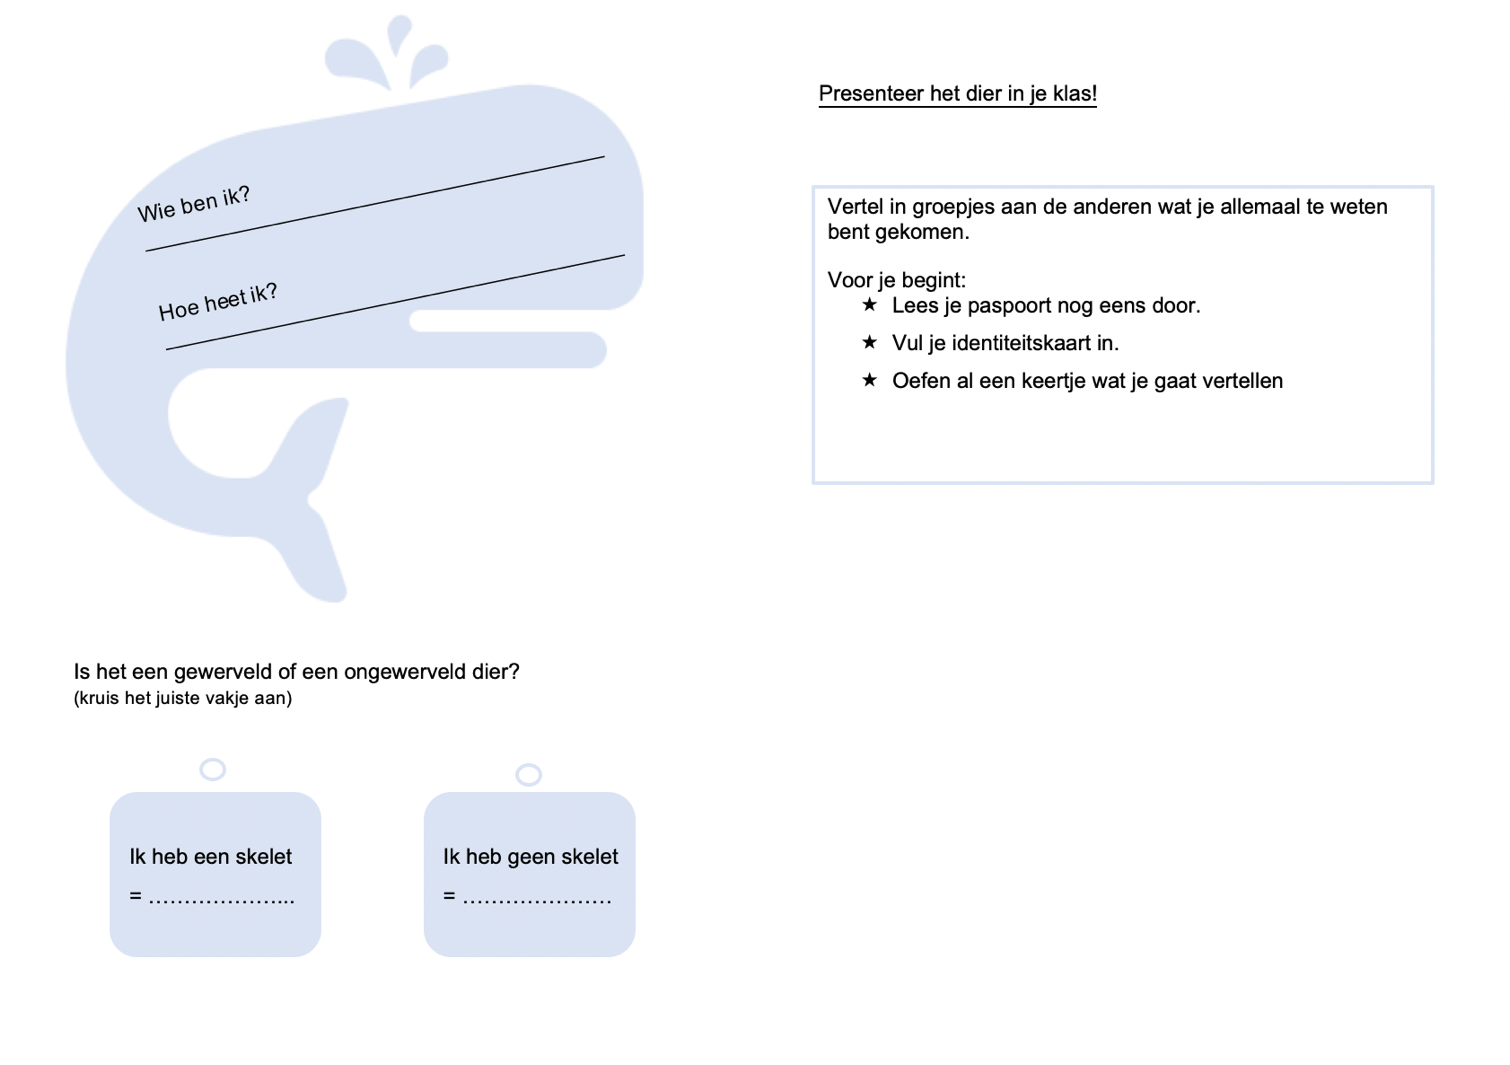 Wie ben ik?
Hoe heet ik?
Is het een gewerveld of een ongewerveld dier?
(kruis het juiste vakje aan)
Ik heb een skelet
= …………………...
Ik heb geen skelet
= …………………
Presenteer het dier in je klas!
Vertel in groepjes aan de anderen wat je allemaal te weten
bent gekomen.
Voor je begint:
★ Lees je paspoort nog eens door.
★ Vul je identiteitskaart in.
★ Oefen al een keertje wat je gaat vertellen